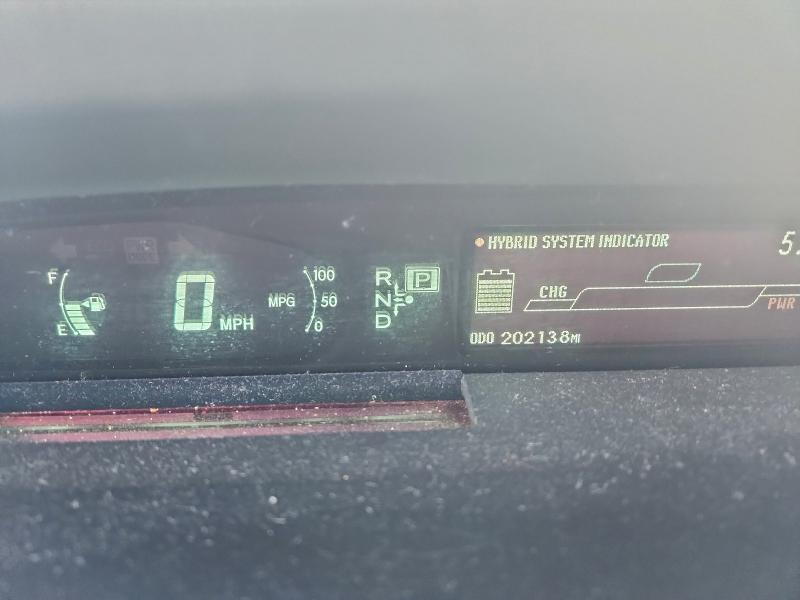 F
E
0 MPH
MPG
100
50
0
R
N
D
P
HYBRID SYSTEM INDICATOR
CHG
PWR
ODO 202138MI